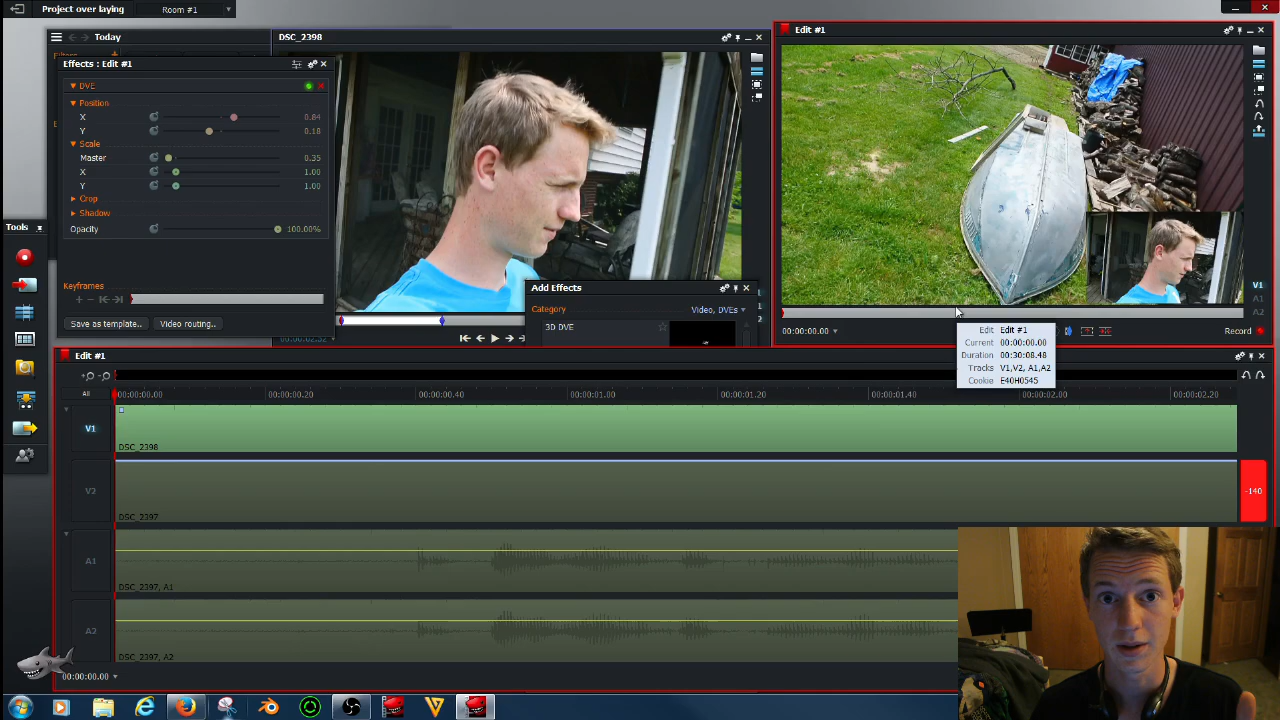 Project over laying
Room #1
Today
DSC_2398
Edit #1
Effects : Edit #1
DVE
Position
X 0.84
Y 0.18
Scale
Master 0.35
X 1.00
Y 1.00
Crop
Shadow
Opacity 100.00%
Keyframes
Save as template..
Video routing..
Add Effects
Category Video, DVEs
3D DVE
Tools
V1
A1
A2
00:00:00.00
Record
Edit Edit #1
Current 00:00:00.00
Duration 00:30:08.48
Tracks V1,V2, A1,A2
Cookie E40H0545
Edit #1
All 00:00:00.00 00:00:00.20 00:00:00.40 00:00:01.00 00:00:01.20 00:00:01.40 00:00:02.00 00:00:02.20
V1
DSC_2398
V2
-140
DSC_2397
A1
DSC_2397, A1
A2
DSC_2397, A2
00:00:00.00